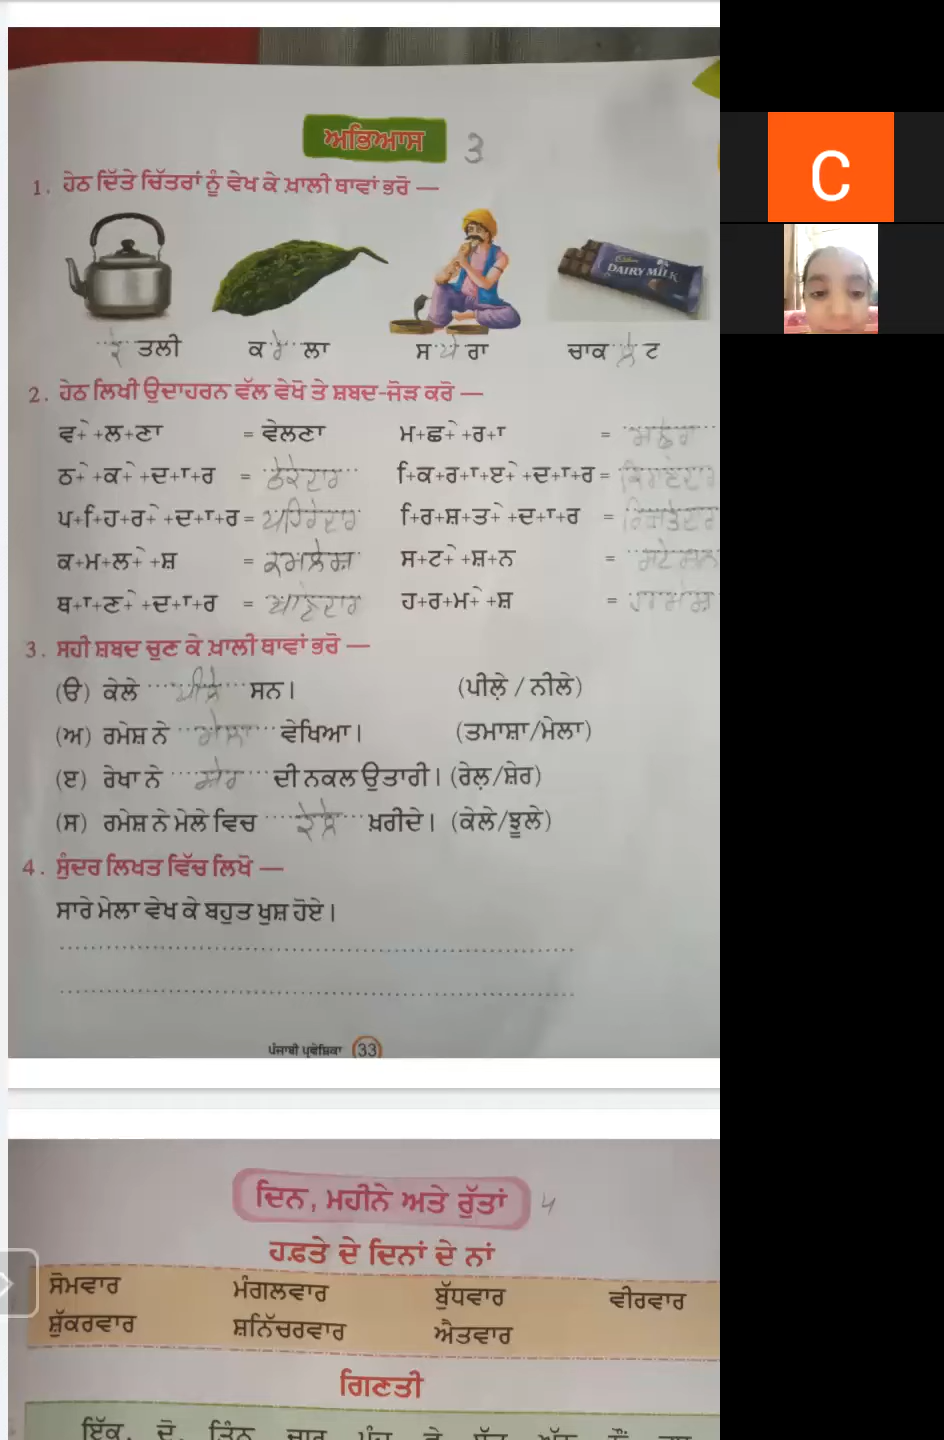 ਅਭਿਆਸ 3
C
1. ਹੇਠ ਦਿੱਤੇ ਚਿੱਤਰਾਂ ਨੂੰ ਵੇਖ ਕੇ ਖ਼ਾਲੀ ਥਾਵਾਂ ਭਰੋ —
DAIRY MILK
ਕੇ ਤਲੀ ਕ ਰੇ ਲਾ ਸ ਪੇ ਰਾ ਚਾਕ ਲੇ ਟ
2. ਹੇਠ ਲਿਖੀ ਉਦਾਹਰਨ ਵੱਲ ਵੇਖੋ ਤੇ ਸ਼ਬਦ-ਜੋੜ ਕਰੋ —
ਵ+ੇ+ਲ+ਣਾ = ਵੇਲਣਾ ਮ+ਛ+ੇ+ਰ+ਾ =
ਠ+ੇ+ਕ+ੇ+ਦ+ਾ+ਰ = ਠੇਕੇਦਾਰ ਿ+ਕ+ਰ+ਾ+ਏ+ੇ+ਦ+ਾ+ਰ =
ਪ+ਿ+ਹ+ਰ+ੇ+ਦ+ਾ+ਰ = ਪਹਿਰੇਦਾਰ ਿ+ਰ+ਸ਼+ਤ+ੇ+ਦ+ਾ+ਰ =
ਕ+ਮ+ਲ+ੇ+ਸ਼ = ਕਮਲੇਸ਼ ਸ+ਟ+ੇ+ਸ਼+ਨ = ਸਟੇਸ਼ਨ
ਥ+ਾ+ਣ+ੇ+ਦ+ਾ+ਰ = ਥਾਣੇਦਾਰ ਹ+ਰ+ਮ+ੇ+ਸ਼ = ਹਰਮੇਸ਼
3. ਸਹੀ ਸ਼ਬਦ ਚੁਣ ਕੇ ਖ਼ਾਲੀ ਥਾਵਾਂ ਭਰੋ —
(ੳ) ਕੇਲੇ ਪੀਲੇ ਸਨ। (ਪੀਲੇ / ਨੀਲੇ)
(ਅ) ਰਮੇਸ਼ ਨੇ ਮੇਲਾ ਵੇਖਿਆ। (ਤਮਾਸ਼ਾ/ਮੇਲਾ)
(ੲ) ਰੇਖਾ ਨੇ ਸ਼ੇਰ ਦੀ ਨਕਲ ਉਤਾਰੀ। (ਰੇਲ/ਸ਼ੇਰ)
(ਸ) ਰਮੇਸ਼ ਨੇ ਮੇਲੇ ਵਿਚ ਕੇਲੇ ਖ਼ਰੀਦੇ। (ਕੇਲੇ/ਝੂਲੇ)
4. ਸੁੰਦਰ ਲਿਖਤ ਵਿੱਚ ਲਿਖੋ —
ਸਾਰੇ ਮੇਲਾ ਵੇਖ ਕੇ ਬਹੁਤ ਖੁਸ਼ ਹੋਏ।
ਪੰਜਾਬੀ ਪ੍ਰਵੇਸ਼ਿਕਾ 33
ਦਿਨ, ਮਹੀਨੇ ਅਤੇ ਰੁੱਤਾਂ 4
ਹਫ਼ਤੇ ਦੇ ਦਿਨਾਂ ਦੇ ਨਾਂ
ਸੋਮਵਾਰ ਮੰਗਲਵਾਰ ਬੁੱਧਵਾਰ ਵੀਰਵਾਰ
ਸ਼ੁੱਕਰਵਾਰ ਸ਼ਨਿੱਚਰਵਾਰ ਐਤਵਾਰ
ਗਿਣਤੀ
ਇੱਕ, ਦੋ, ਤਿੰਨ